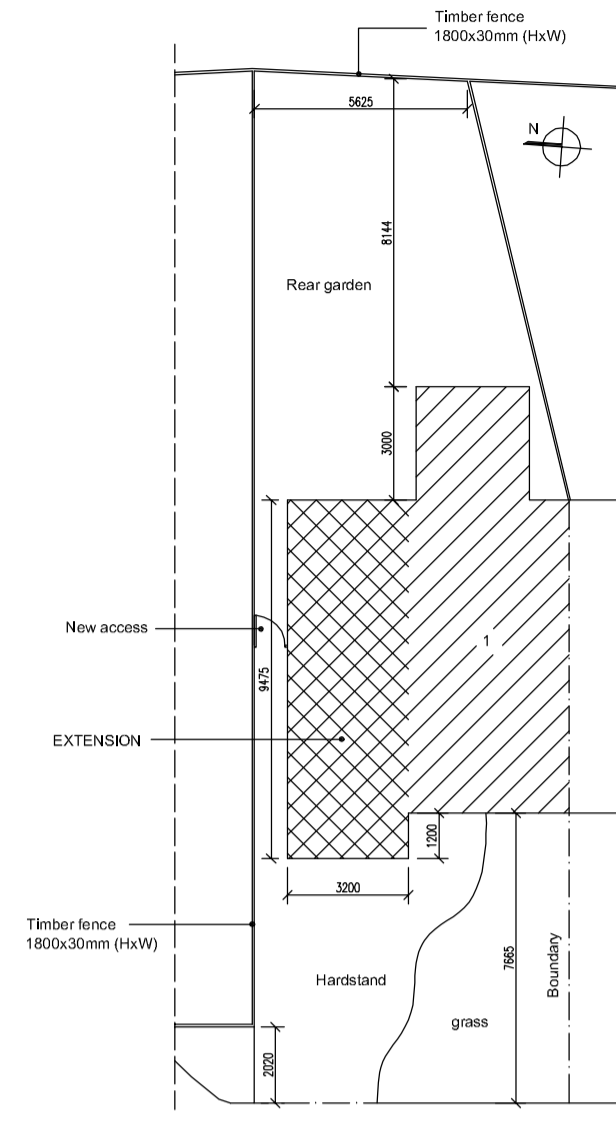 Timber fence
1800x30mm (HxW)
5625
N
8144
Rear garden
3000
New access
9475
1
EXTENSION
1200
3200
Timber fence
1800x30mm (HxW)
7665
Boundary
Hardstand
grass
2020